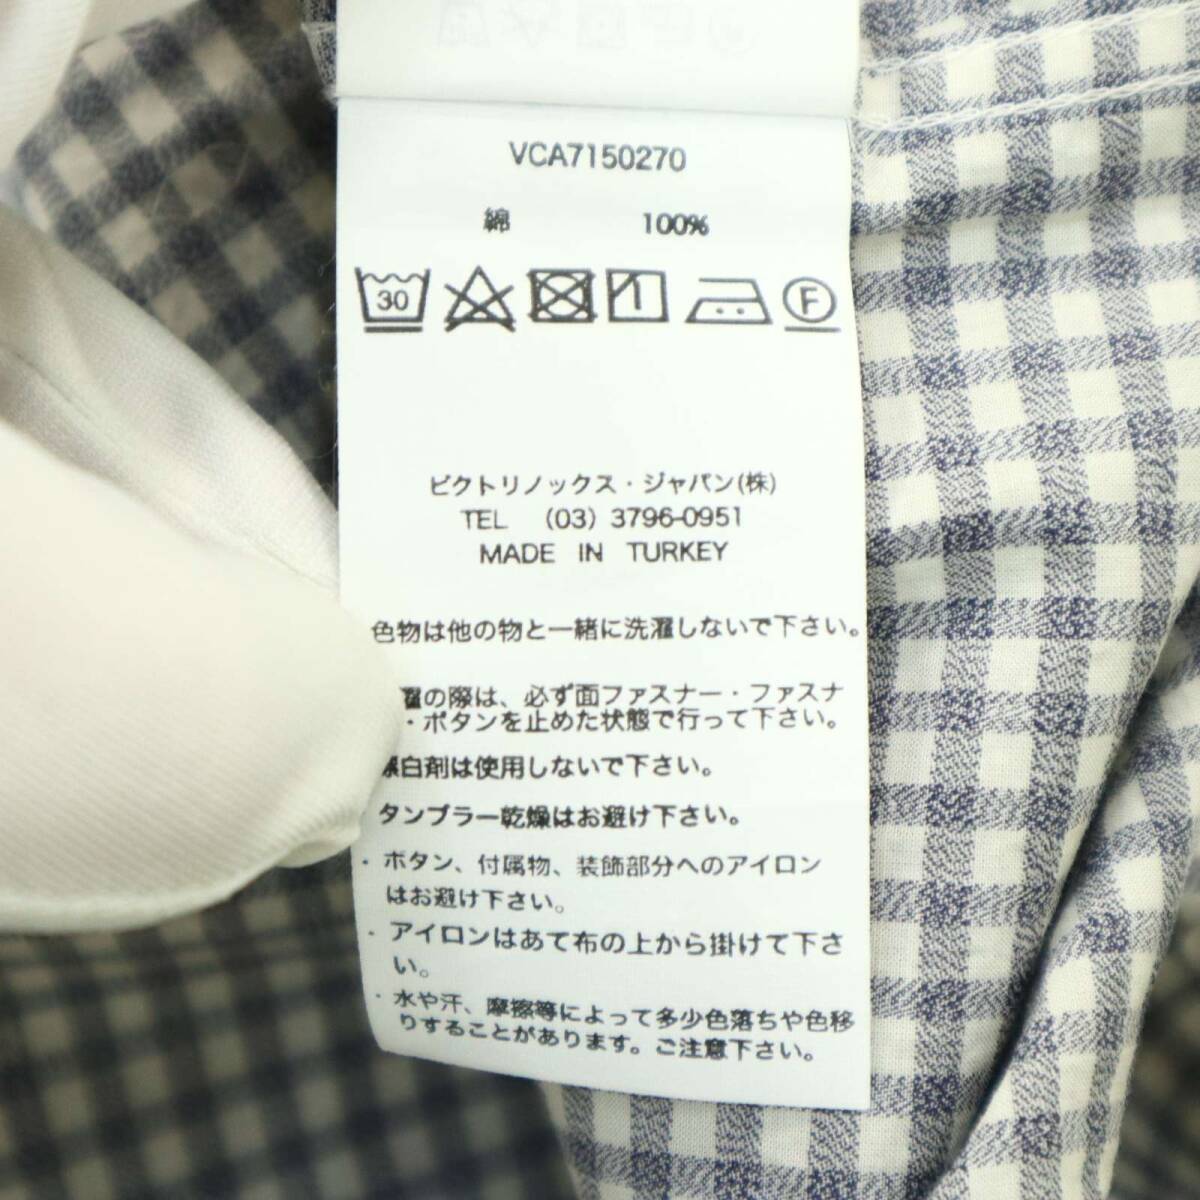 VCA7150270
綿 100%
30 F
ビクトリノックス・ジャパン(株)
TEL (03) 3796-0951
MADE IN TURKEY
色物は他の物と一緒に洗濯しないで下さい。
濯の際は、必ず面ファスナー・ファスナ
・ボタンを止めた状態で行って下さい。
漂白剤は使用しないで下さい。
タンブラー乾燥はお避け下さい。
・ボタン、付属物、装飾部分へのアイロン
はお避け下さい。
・アイロンはあて布の上から掛けて下さ
い。
・水や汗、摩擦等によって多少色落ちや色移
りすることがあります。ご注意下さい。